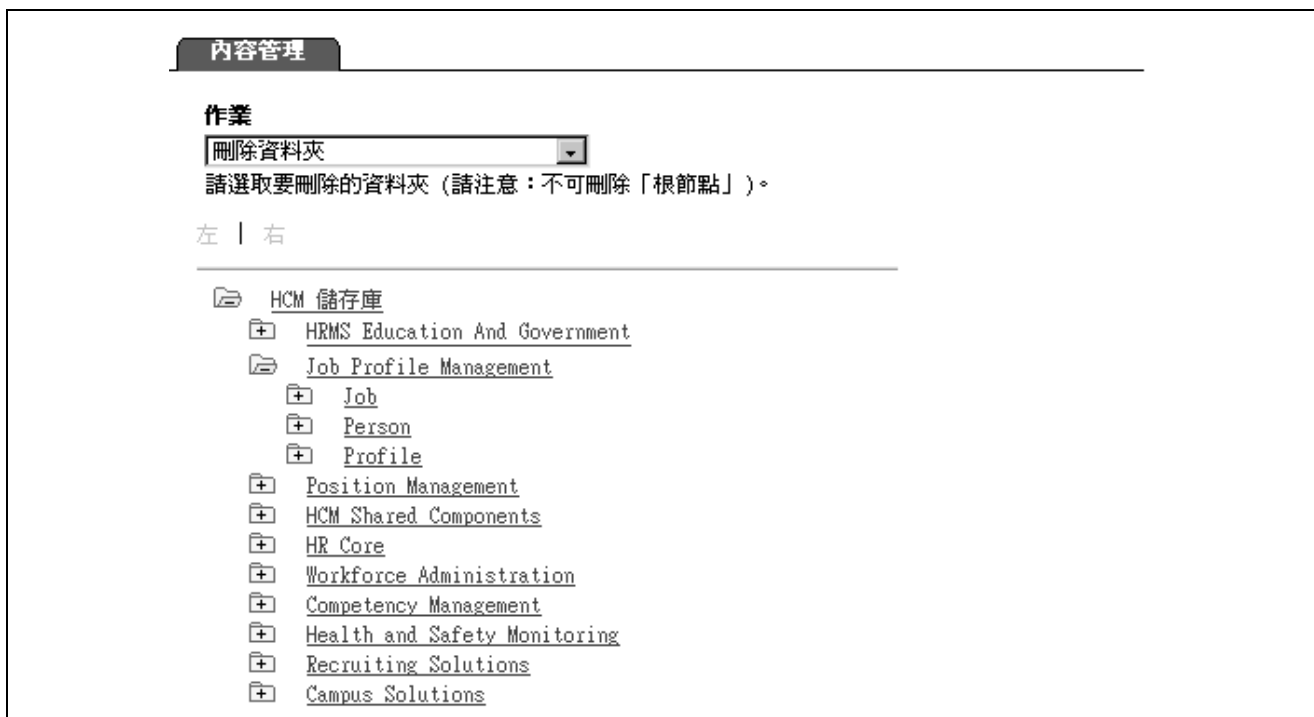 內容管理
作業
刪除資料夾
請選取要刪除的資料夾 (請注意：不可刪除「根節點」)。
左 | 右
HCM 儲存庫
HRMS Education And Government
Job Profile Management
Job
Person
Profile
Position Management
HCM Shared Components
HR Core
Workforce Administration
Competency Management
Health and Safety Monitoring
Recruiting Solutions
Campus Solutions